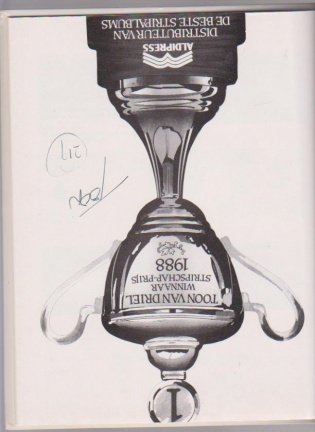 1
TOON VAN DRIEL
WINNAAR
STRIPSCHAP-PRIJS
1988
ALDIPRESS
DISTRIBUTEUR VAN
DE BESTE STRIPALBUMS